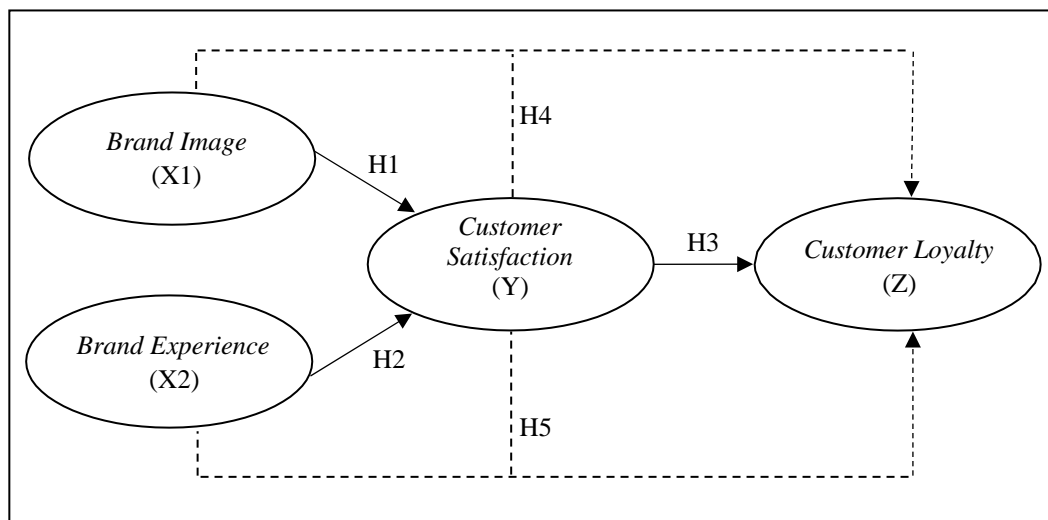 H4
Brand Image
(X1)
H1
Customer
Satisfaction
(Y)
H3
Customer Loyalty
(Z)
Brand Experience
(X2)
H2
H5